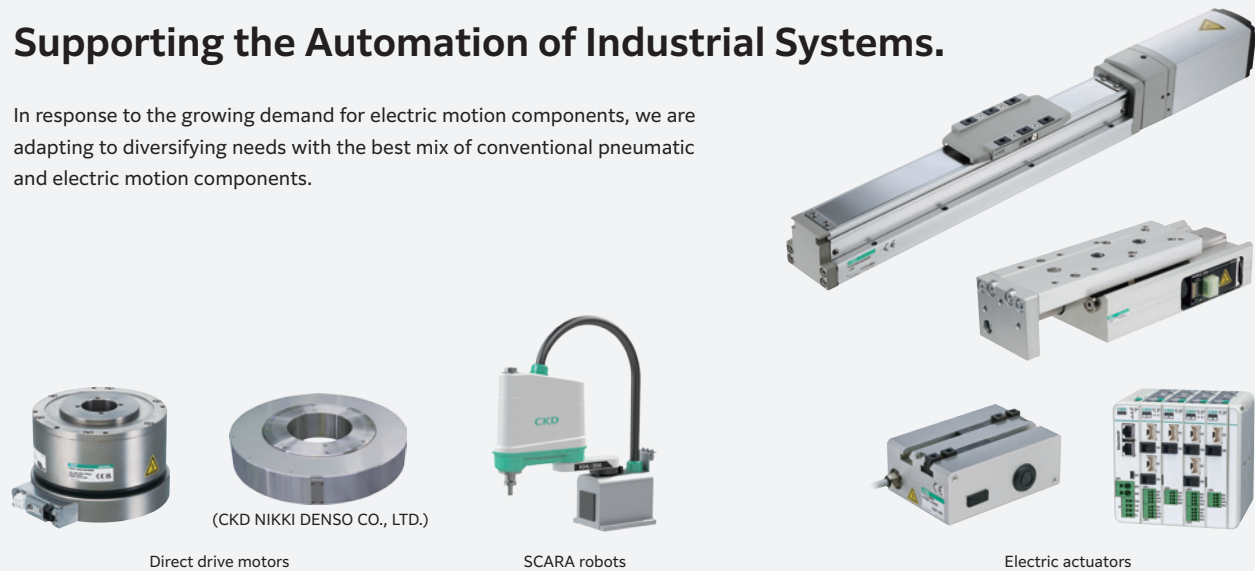 Supporting the Automation of Industrial Systems.
In response to the growing demand for electric motion components, we are
adapting to diversifying needs with the best mix of conventional pneumatic
and electric motion components.
CKD
(CKD NIKKI DENSO CO., LTD.)
Direct drive motors
SCARA robots
Electric actuators